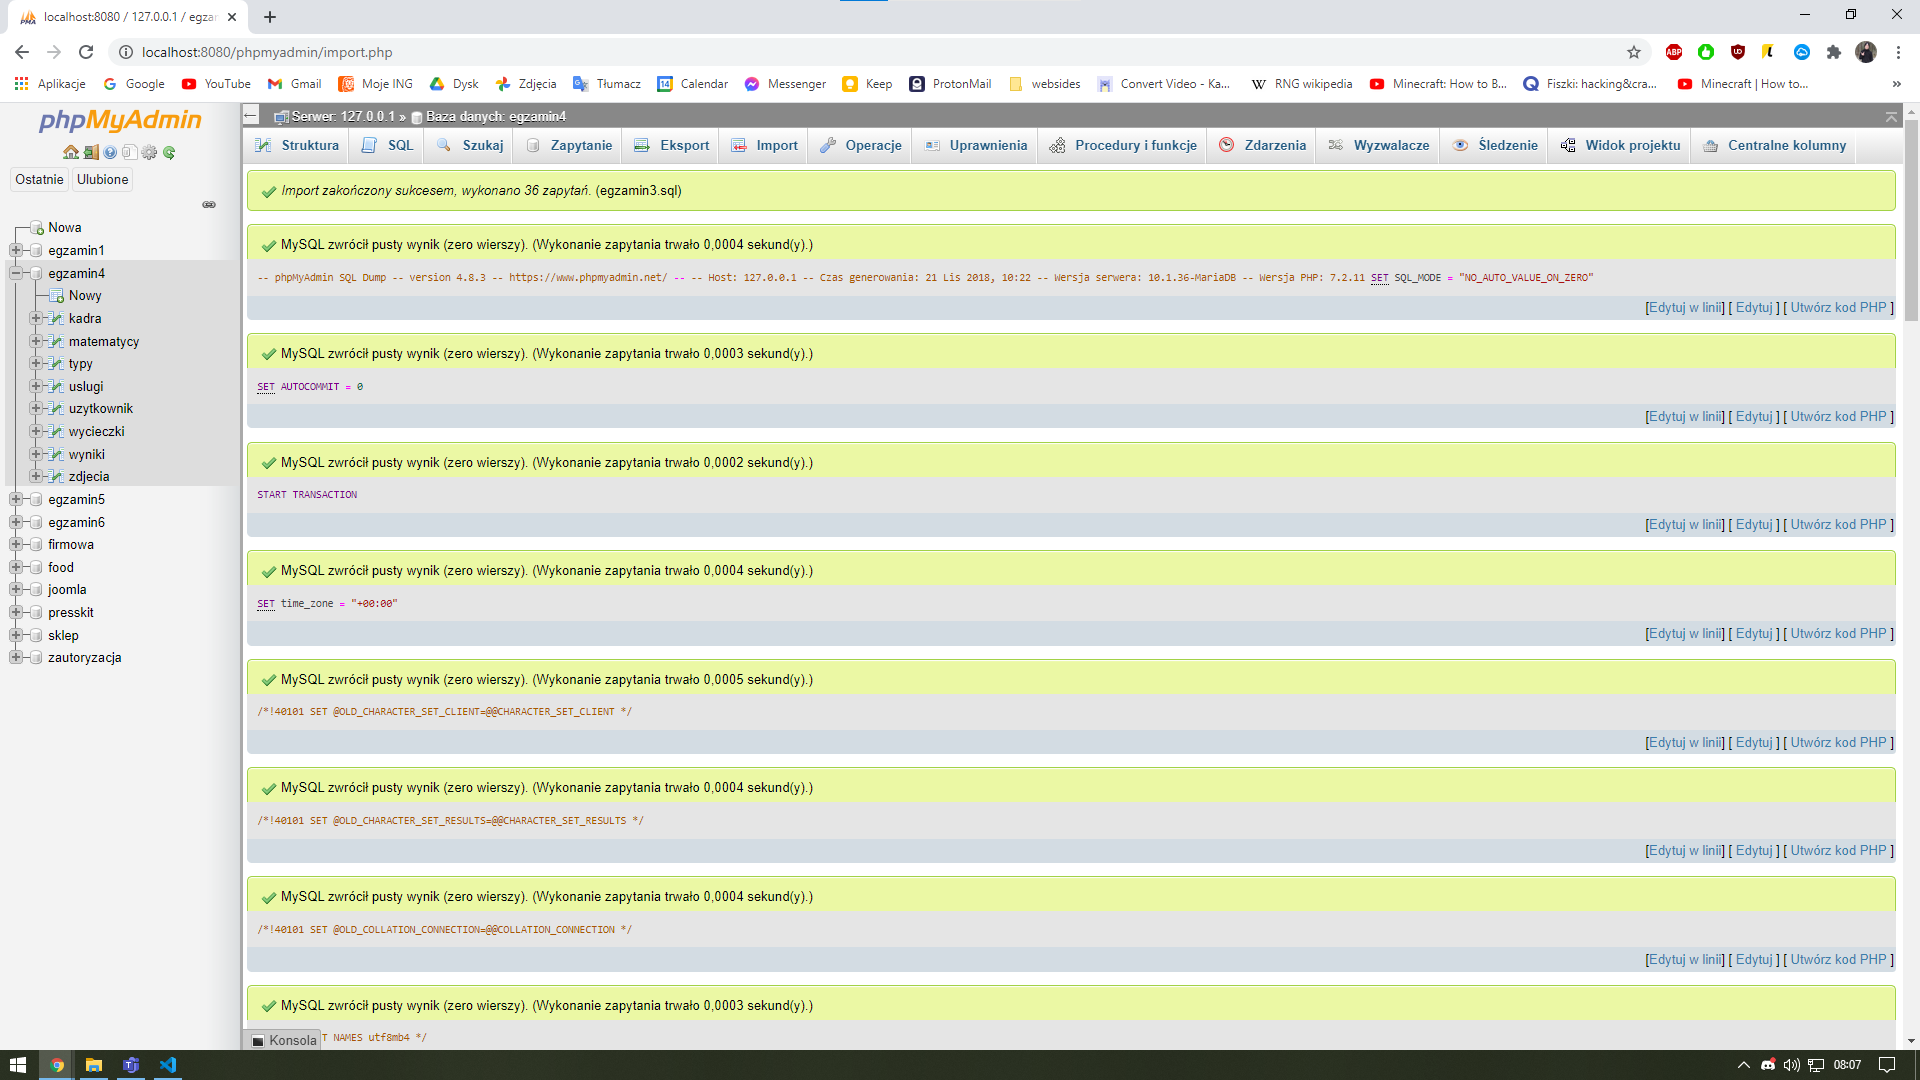 localhost:8080 / 127.0.0.1 / egzar
localhost:8080/phpmyadmin/import.php
Aplikacje Google YouTube Gmail Moje ING Dysk Zdjęcia Tłumacz Calendar Messenger Keep ProtonMail websides Convert Video - Ka... RNG wikipedia Minecraft: How to B... Fiszki: hacking&cra... Minecraft | How to... »
phpMyAdmin
Serwer: 127.0.0.1 » Baza danych: egzamin4
Struktura SQL Szukaj Zapytanie Eksport Import Operacje Uprawnienia Procedury i funkcje Zdarzenia Wyzwalacze Śledzenie Widok projektu Centralne kolumny
Ostatnie Ulubione
Nowa
egzamin1
egzamin4
Nowy
kadra
matematycy
typy
uslugi
uzytkownik
wycieczki
wyniki
zdjecia
egzamin5
egzamin6
firmowa
food
joomla
presskit
sklep
zautoryzacja
Import zakończony sukcesem, wykonano 36 zapytań. (egzamin3.sql)
MySQL zwrócił pusty wynik (zero wierszy). (Wykonanie zapytania trwało 0,0004 sekund(y).)
-- phpMyAdmin SQL Dump -- version 4.8.3 -- https://www.phpmyadmin.net/ -- -- Host: 127.0.0.1 -- Czas generowania: 21 Lis 2018, 10:22 -- Wersja serwera: 10.1.36-MariaDB -- Wersja PHP: 7.2.11 SET SQL_MODE = "NO_AUTO_VALUE_ON_ZERO"
[Edytuj w linii] [ Edytuj ] [ Utwórz kod PHP ]
MySQL zwrócił pusty wynik (zero wierszy). (Wykonanie zapytania trwało 0,0003 sekund(y).)
SET AUTOCOMMIT = 0
[Edytuj w linii] [ Edytuj ] [ Utwórz kod PHP ]
MySQL zwrócił pusty wynik (zero wierszy). (Wykonanie zapytania trwało 0,0002 sekund(y).)
START TRANSACTION
[Edytuj w linii] [ Edytuj ] [ Utwórz kod PHP ]
MySQL zwrócił pusty wynik (zero wierszy). (Wykonanie zapytania trwało 0,0004 sekund(y).)
SET time_zone = "+00:00"
[Edytuj w linii] [ Edytuj ] [ Utwórz kod PHP ]
MySQL zwrócił pusty wynik (zero wierszy). (Wykonanie zapytania trwało 0,0005 sekund(y).)
/*!40101 SET @OLD_CHARACTER_SET_CLIENT=@@CHARACTER_SET_CLIENT */
[Edytuj w linii] [ Edytuj ] [ Utwórz kod PHP ]
MySQL zwrócił pusty wynik (zero wierszy). (Wykonanie zapytania trwało 0,0004 sekund(y).)
/*!40101 SET @OLD_CHARACTER_SET_RESULTS=@@CHARACTER_SET_RESULTS */
[Edytuj w linii] [ Edytuj ] [ Utwórz kod PHP ]
MySQL zwrócił pusty wynik (zero wierszy). (Wykonanie zapytania trwało 0,0004 sekund(y).)
/*!40101 SET @OLD_COLLATION_CONNECTION=@@COLLATION_CONNECTION */
[Edytuj w linii] [ Edytuj ] [ Utwórz kod PHP ]
MySQL zwrócił pusty wynik (zero wierszy). (Wykonanie zapytania trwało 0,0003 sekund(y).)
T NAMES utf8mb4 */
Konsola
08:07